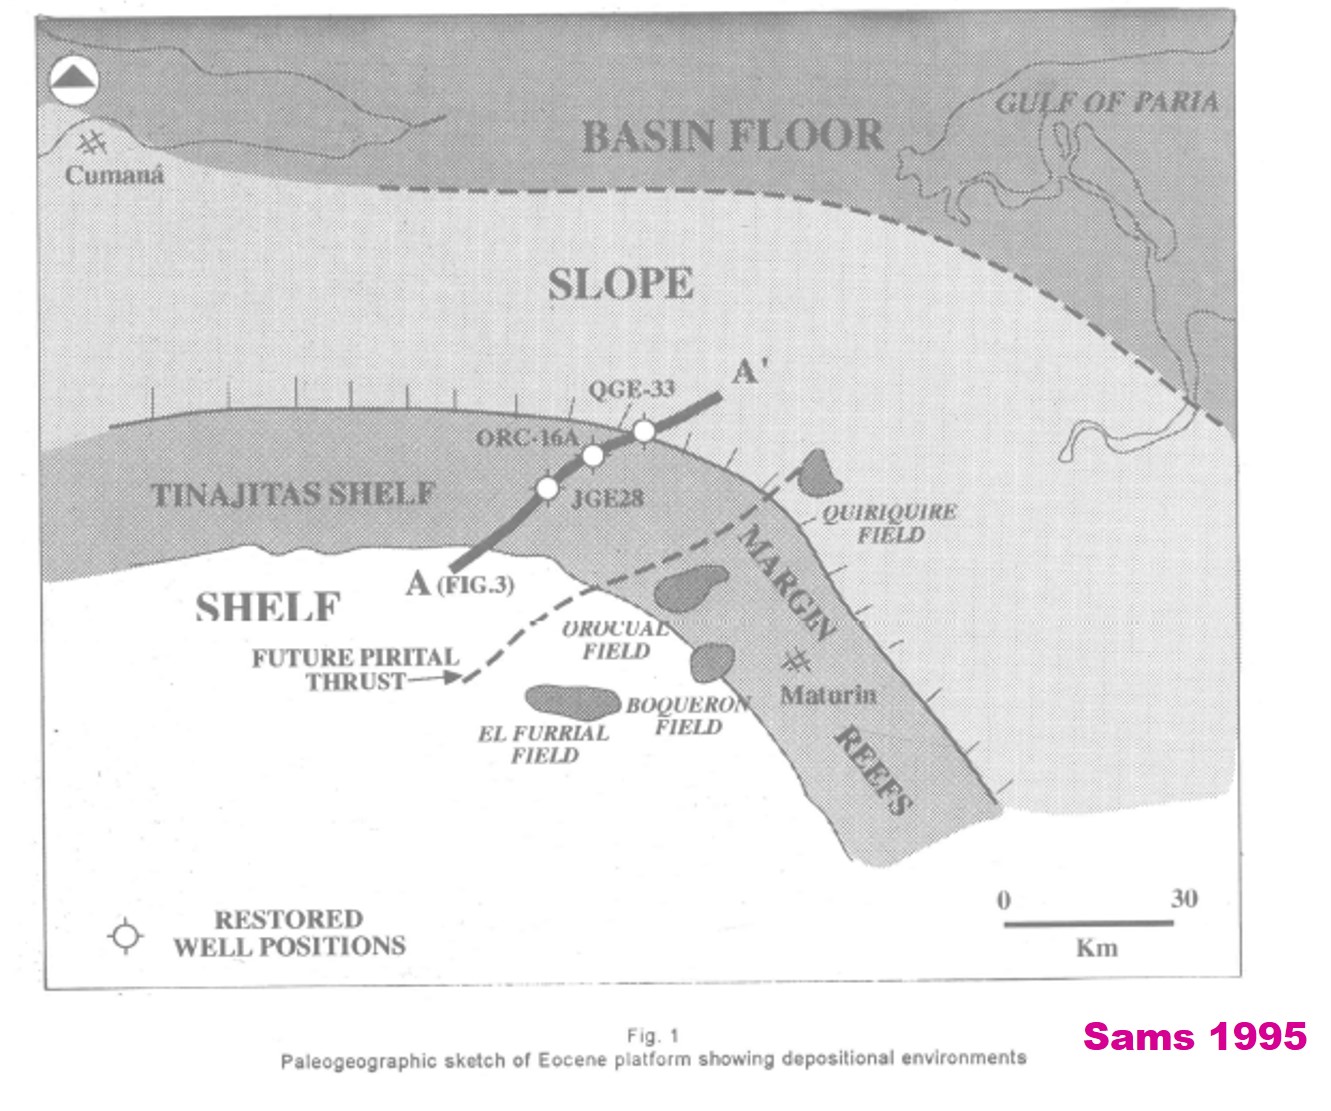 GULF OF PARIA
BASIN FLOOR
Cumaná
SLOPE
A'
QGE-33
ORC-16A
TINAJITAS SHELF
JGE28
QUIRIQUIRE
FIELD
MARGIN
A (FIG.3)
SHELF
OROCUAL
FIELD
FUTURE PIRITAL
THRUST
Maturin
BOQUERON
FIELD
EL FURRIAL
FIELD
REEFS
0 30
Km
RESTORED
WELL POSITIONS
Fig. 1
Paleogeographic sketch of Eocene platform showing depositional environments
Sams 1995